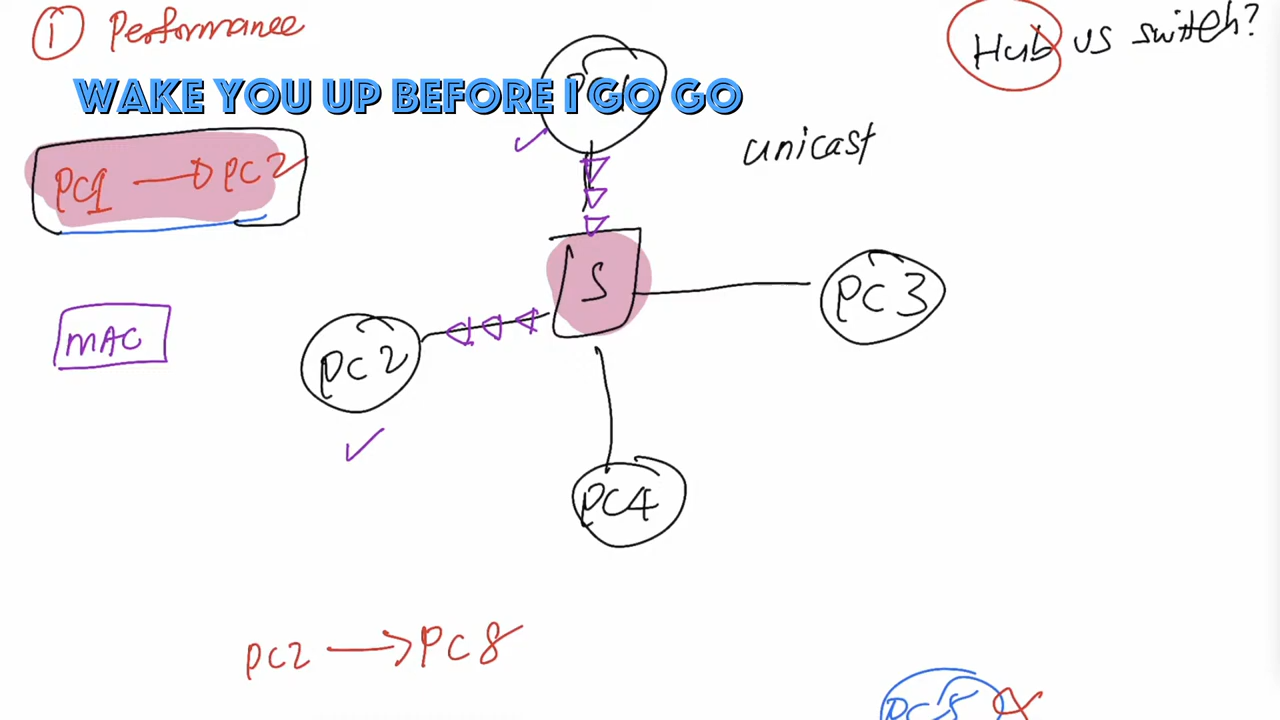 ① Performance
Hub vs switch?
WAKE YOU UP BEFORE I GO GO
PC1
unicast
PC1 → PC2
S
PC3
MAC
PC2
PC4
PC2 → PC8